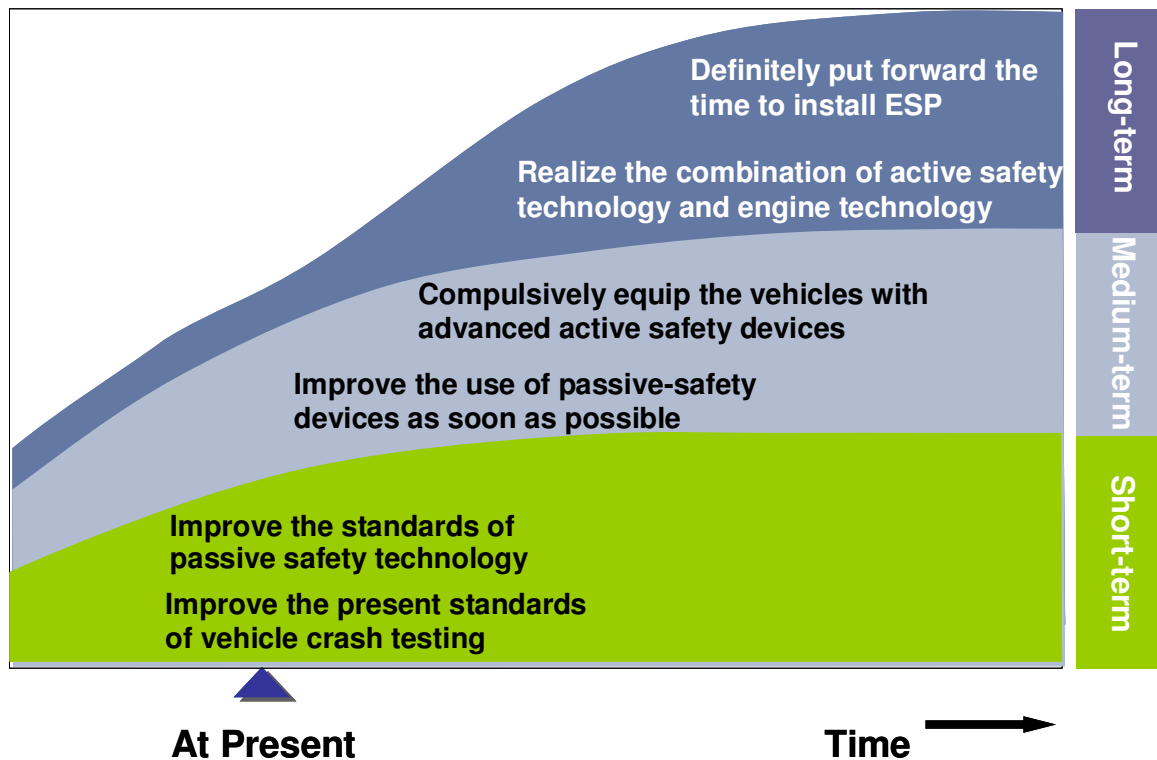 Definitely put forward the
time to install ESP
Realize the combination of active safety
technology and engine technology
Compulsively equip the vehicles with
advanced active safety devices
Improve the use of passive-safety
devices as soon as possible
Improve the standards of
passive safety technology
Improve the present standards
of vehicle crash testing
Long-term
Medium-term
Short-term
At Present
Time